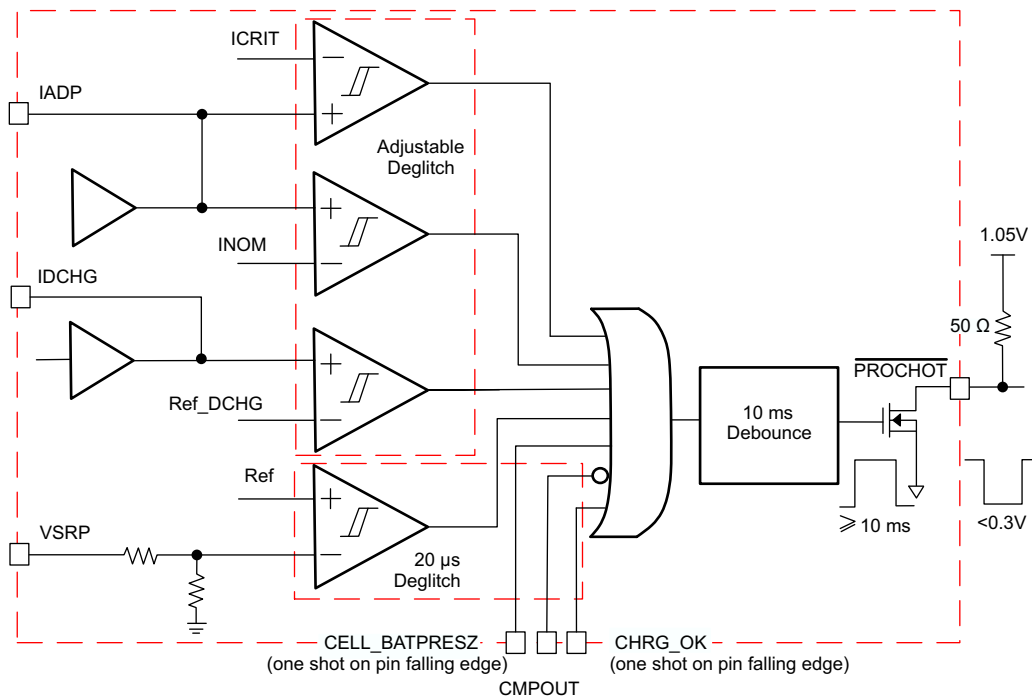 ICRIT
−
IADP
+
Adjustable
Deglitch
+
INOM
−
1.05V
IDCHG
50 Ω
+
PROCHOT
Ref_DCHG
−
10 ms
Debounce
Ref
+
⩾ 10 ms
<0.3V
VSRP
−
20 µs
Deglitch
CELL_BATPRESZ
(one shot on pin falling edge)
CHRG_OK
(one shot on pin falling edge)
CMPOUT